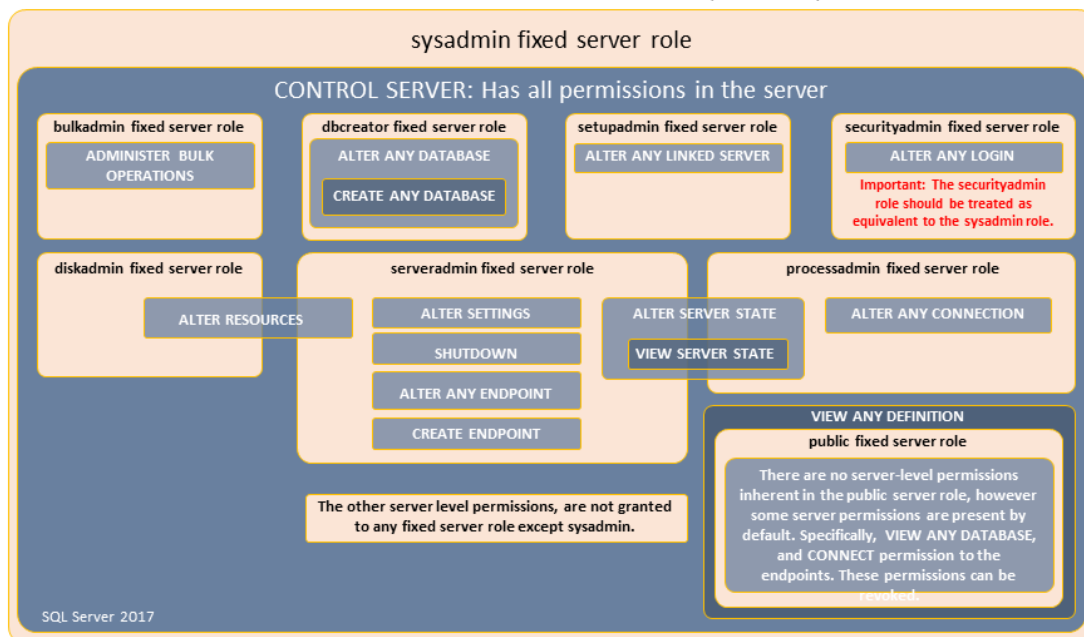 sysadmin fixed server role
CONTROL SERVER: Has all permissions in the server
bulkadmin fixed server role
ADMINISTER BULK
OPERATIONS
dbcreator fixed server role
ALTER ANY DATABASE
CREATE ANY DATABASE
setupadmin fixed server role
ALTER ANY LINKED SERVER
securityadmin fixed server role
ALTER ANY LOGIN
Important: The securityadmin
role should be treated as
equivalent to the sysadmin role.
diskadmin fixed server role
ALTER RESOURCES
serveradmin fixed server role
ALTER SETTINGS
SHUTDOWN
ALTER ANY ENDPOINT
CREATE ENDPOINT
ALTER SERVER STATE
VIEW SERVER STATE
processadmin fixed server role
ALTER ANY CONNECTION
VIEW ANY DEFINITION
public fixed server role
There are no server-level permissions
inherent in the public server role, however
some server permissions are present by
default. Specifically, VIEW ANY DATABASE,
and CONNECT permission to the
endpoints. These permissions can be
revoked.
The other server level permissions, are not granted
to any fixed server role except sysadmin.
SQL Server 2017